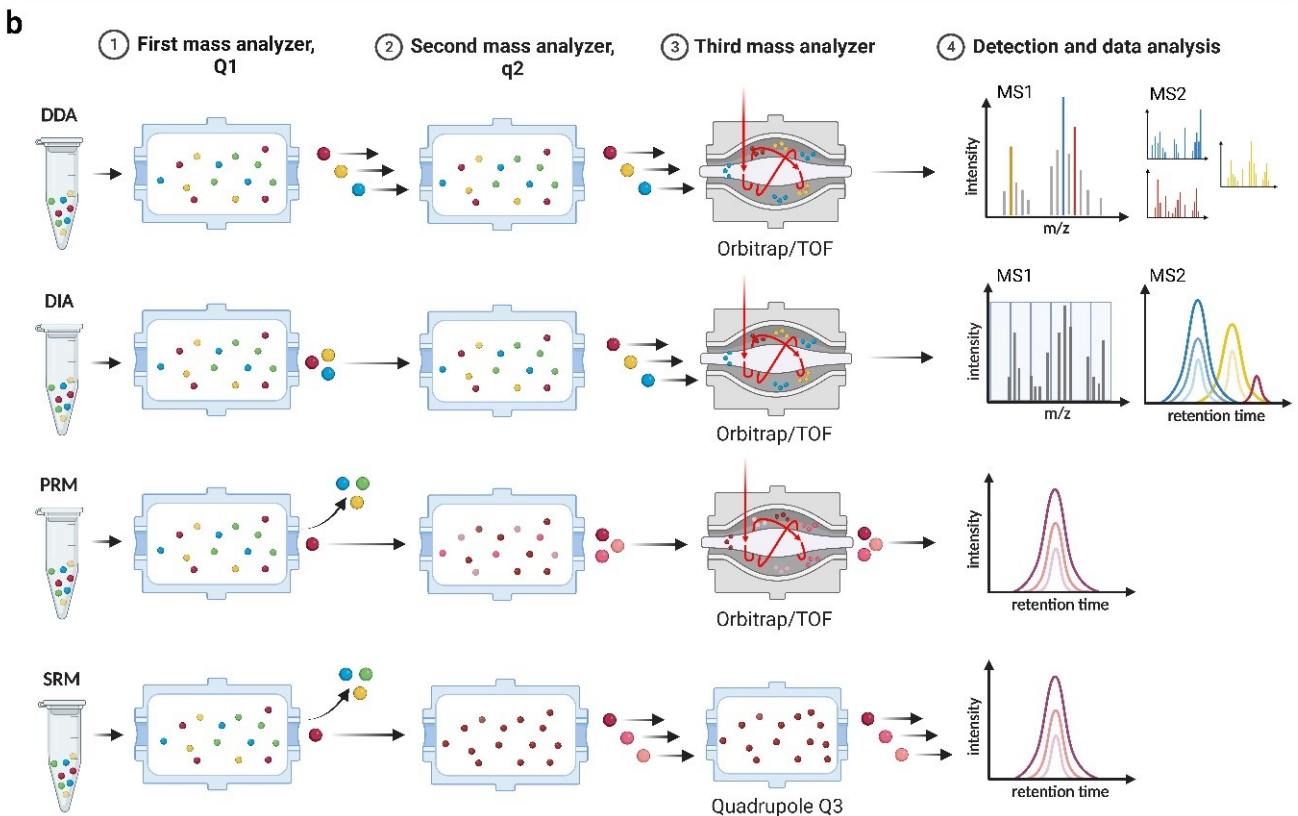 b
1 First mass analyzer,
Q1
2 Second mass analyzer,
q2
3 Third mass analyzer
4 Detection and data analysis
DDA
Orbitrap/TOF
MS1
intensity
m/z
MS2
DIA
Orbitrap/TOF
MS1
intensity
m/z
MS2
retention time
PRM
Orbitrap/TOF
intensity
retention time
SRM
Quadrupole Q3
intensity
retention time